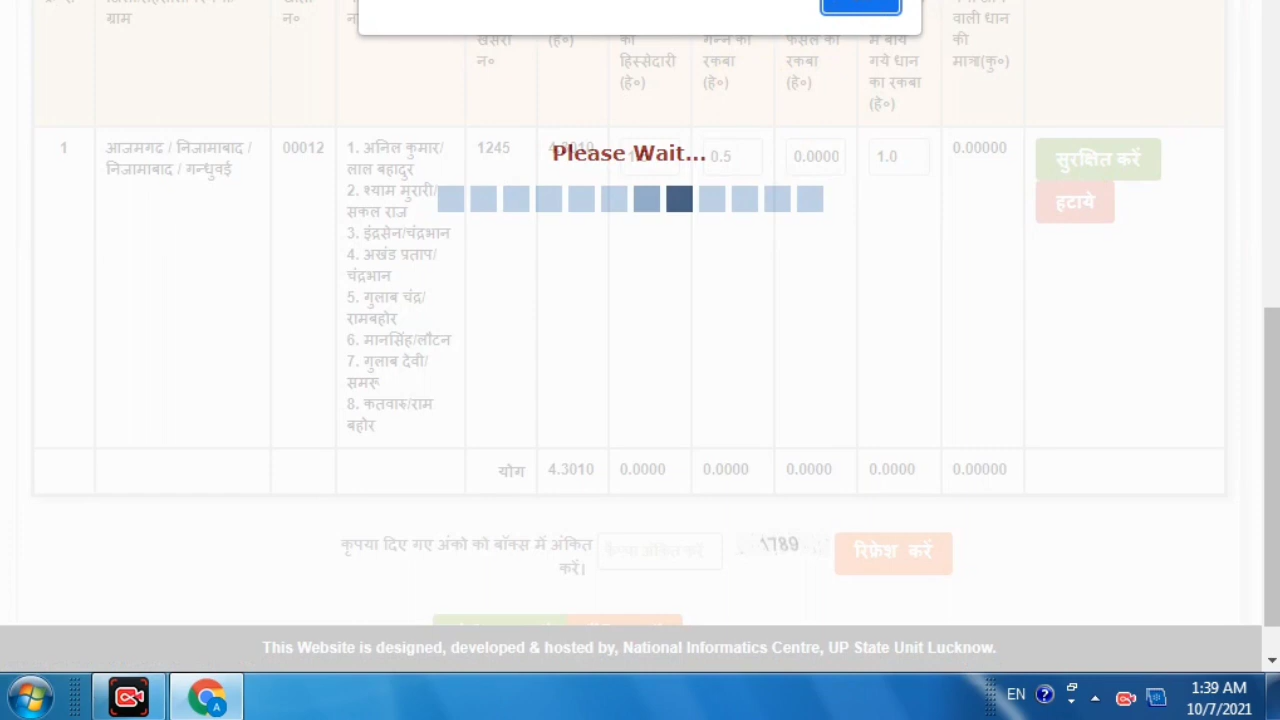 ग्राम
न०
वाली धान
की
मात्रा(कु०)
खसरा
न०
(हे०)
का
हिस्सेदारी
(हे०)
गन्ने का
रकबा
(हे०)
फसल का
रकबा
(हे०)
में बोये
गये धान
का रकबा
(हे०)
1
आजमगढ / निजामाबाद /
निजामाबाद / गन्धुवई
00012
1. अनिल कुमार/
लाल बहादुर
2. श्याम मुरारी/
सकल राज
3. इंद्रसेन/चंद्रभान
4. अखंड प्रताप/
चंद्रभान
5. गुलाब चंद्र/
रामबहोर
6. मानसिंह/लौटन
7. गुलाब देवी/
समरू
8. कतवारु/राम
बहोर
1245
Please Wait...
0.5
0.0000
1.0
0.00000
सुरक्षित करें
हटाये
योग 4.3010 0.0000 0.0000 0.0000 0.0000 0.00000
कृपया दिए गए अंको को बॉक्स में अंकित
करें।
1789
रिफ्रेश करें
This Website is designed, developed & hosted by, National Informatics Centre, UP State Unit Lucknow.
EN
1:39 AM
10/7/2021